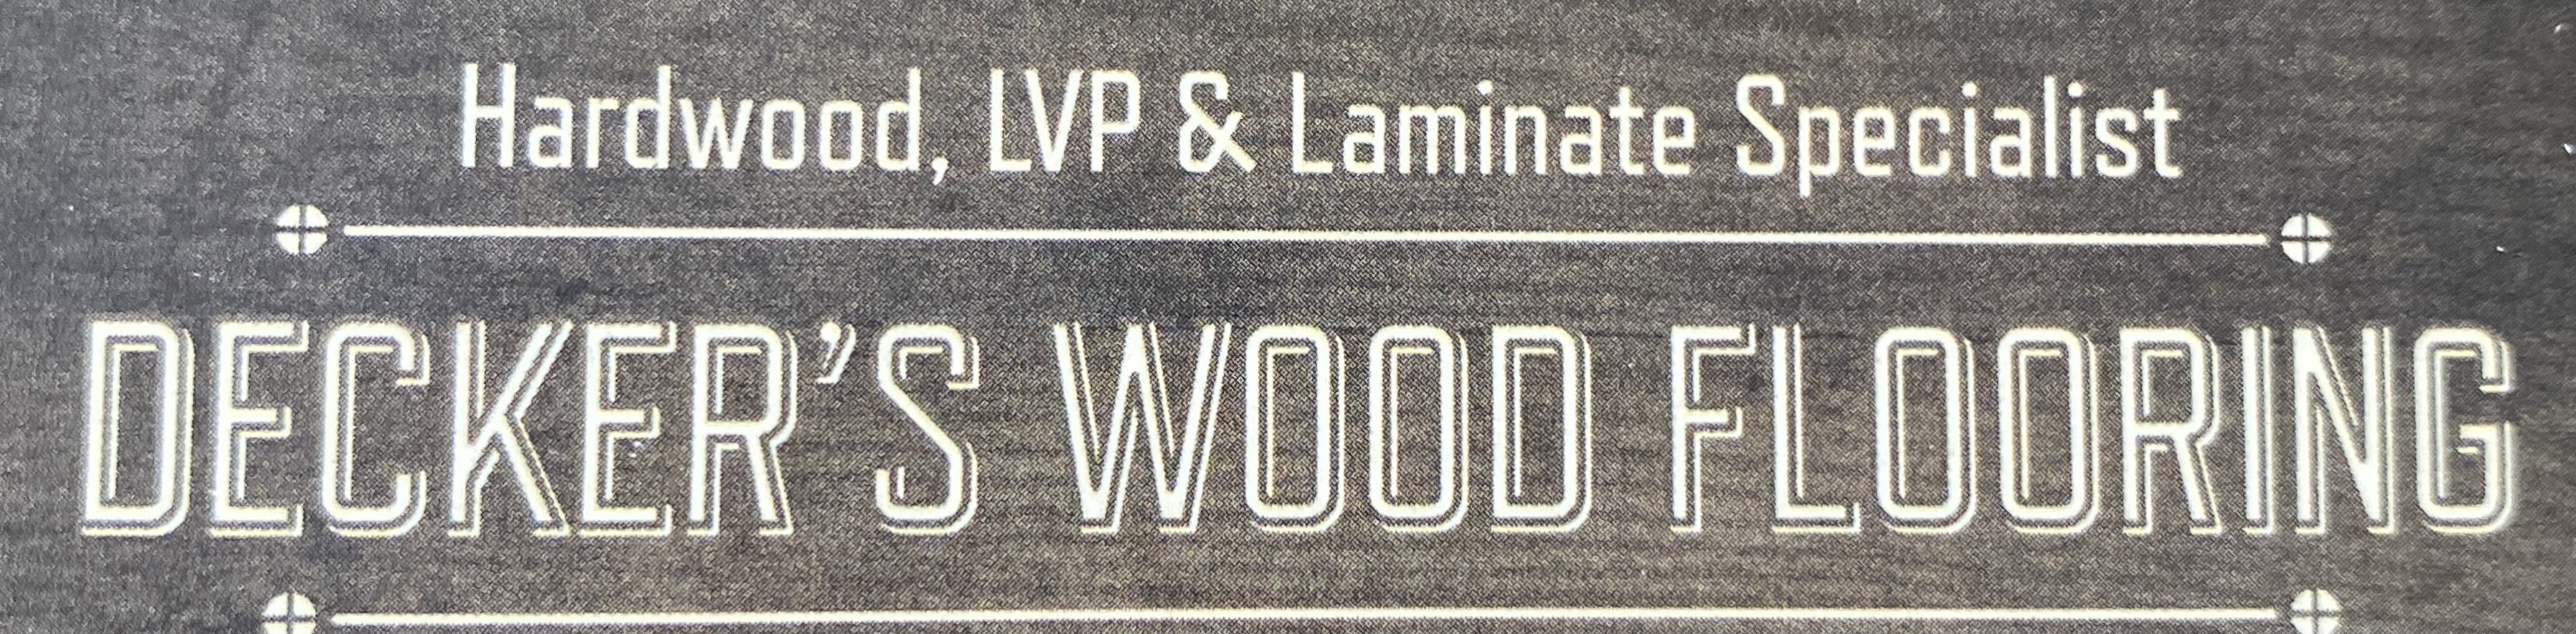 Hardwood, LVP & Laminate Specialist
DECKER'S WOOD FLOORING